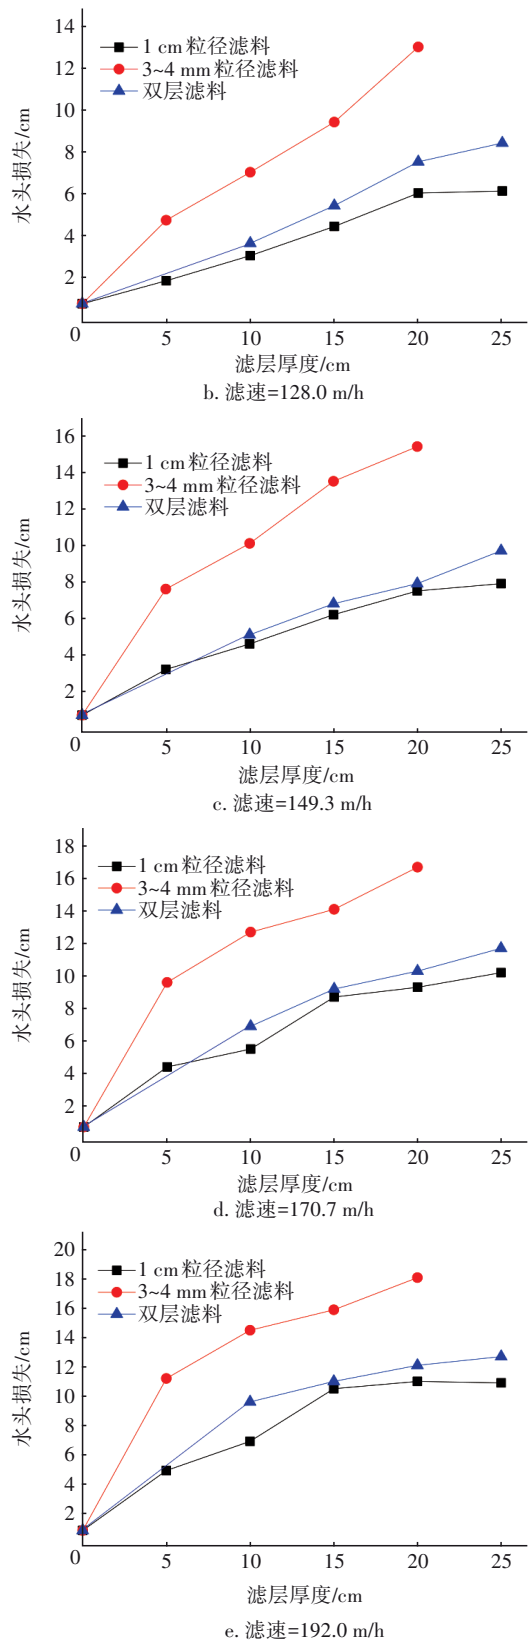 14
12
10
8
6
4
2
0
水头损失/cm
1 cm粒径滤料
3~4 mm粒径滤料
双层滤料
5 10 15 20 25
滤层厚度/cm
b. 滤速=128.0 m/h
16
14
12
10
8
6
4
2
0
水头损失/cm
1 cm粒径滤料
3~4 mm粒径滤料
双层滤料
5 10 15 20 25
滤层厚度/cm
c. 滤速=149.3 m/h
18
16
14
12
10
8
6
4
2
0
水头损失/cm
1 cm粒径滤料
3~4 mm粒径滤料
双层滤料
5 10 15 20 25
滤层厚度/cm
d. 滤速=170.7 m/h
20
18
16
14
12
10
8
6
4
2
0
水头损失/cm
1 cm粒径滤料
3~4 mm粒径滤料
双层滤料
5 10 15 20 25
滤层厚度/cm
e. 滤速=192.0 m/h